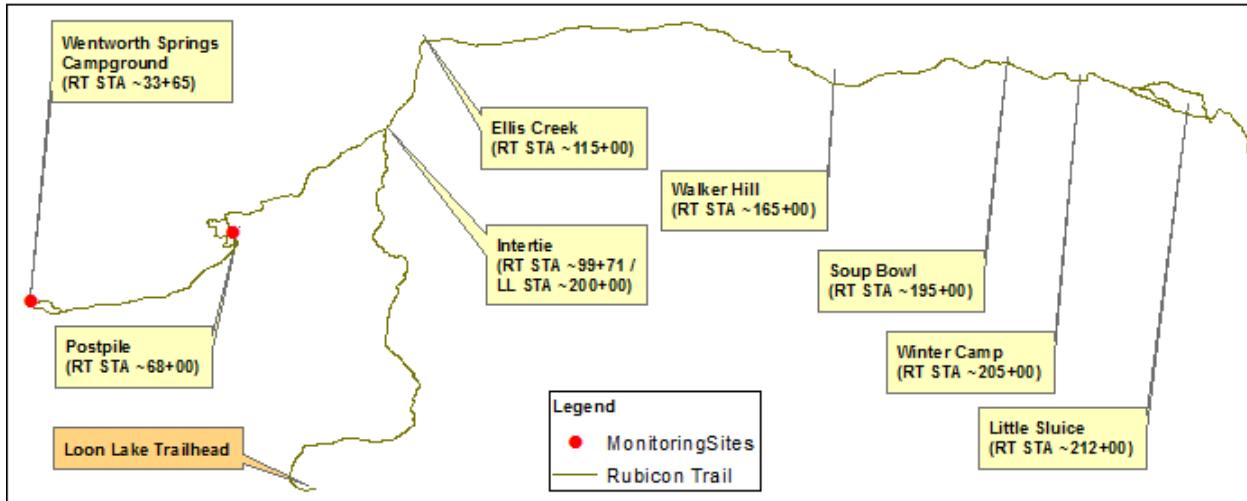 Wentworth Springs
Campground
(RT STA ~33+65)
Ellis Creek
(RT STA ~115+00)
Walker Hill
(RT STA ~165+00)
Intertie
(RT STA ~99+71 /
LL STA ~200+00)
Soup Bowl
(RT STA ~195+00)
Postpile
(RT STA ~68+00)
Winter Camp
(RT STA ~205+00)
Little Sluice
(RT STA ~212+00)
Loon Lake Trailhead
Legend
MonitoringSites
Rubicon Trail